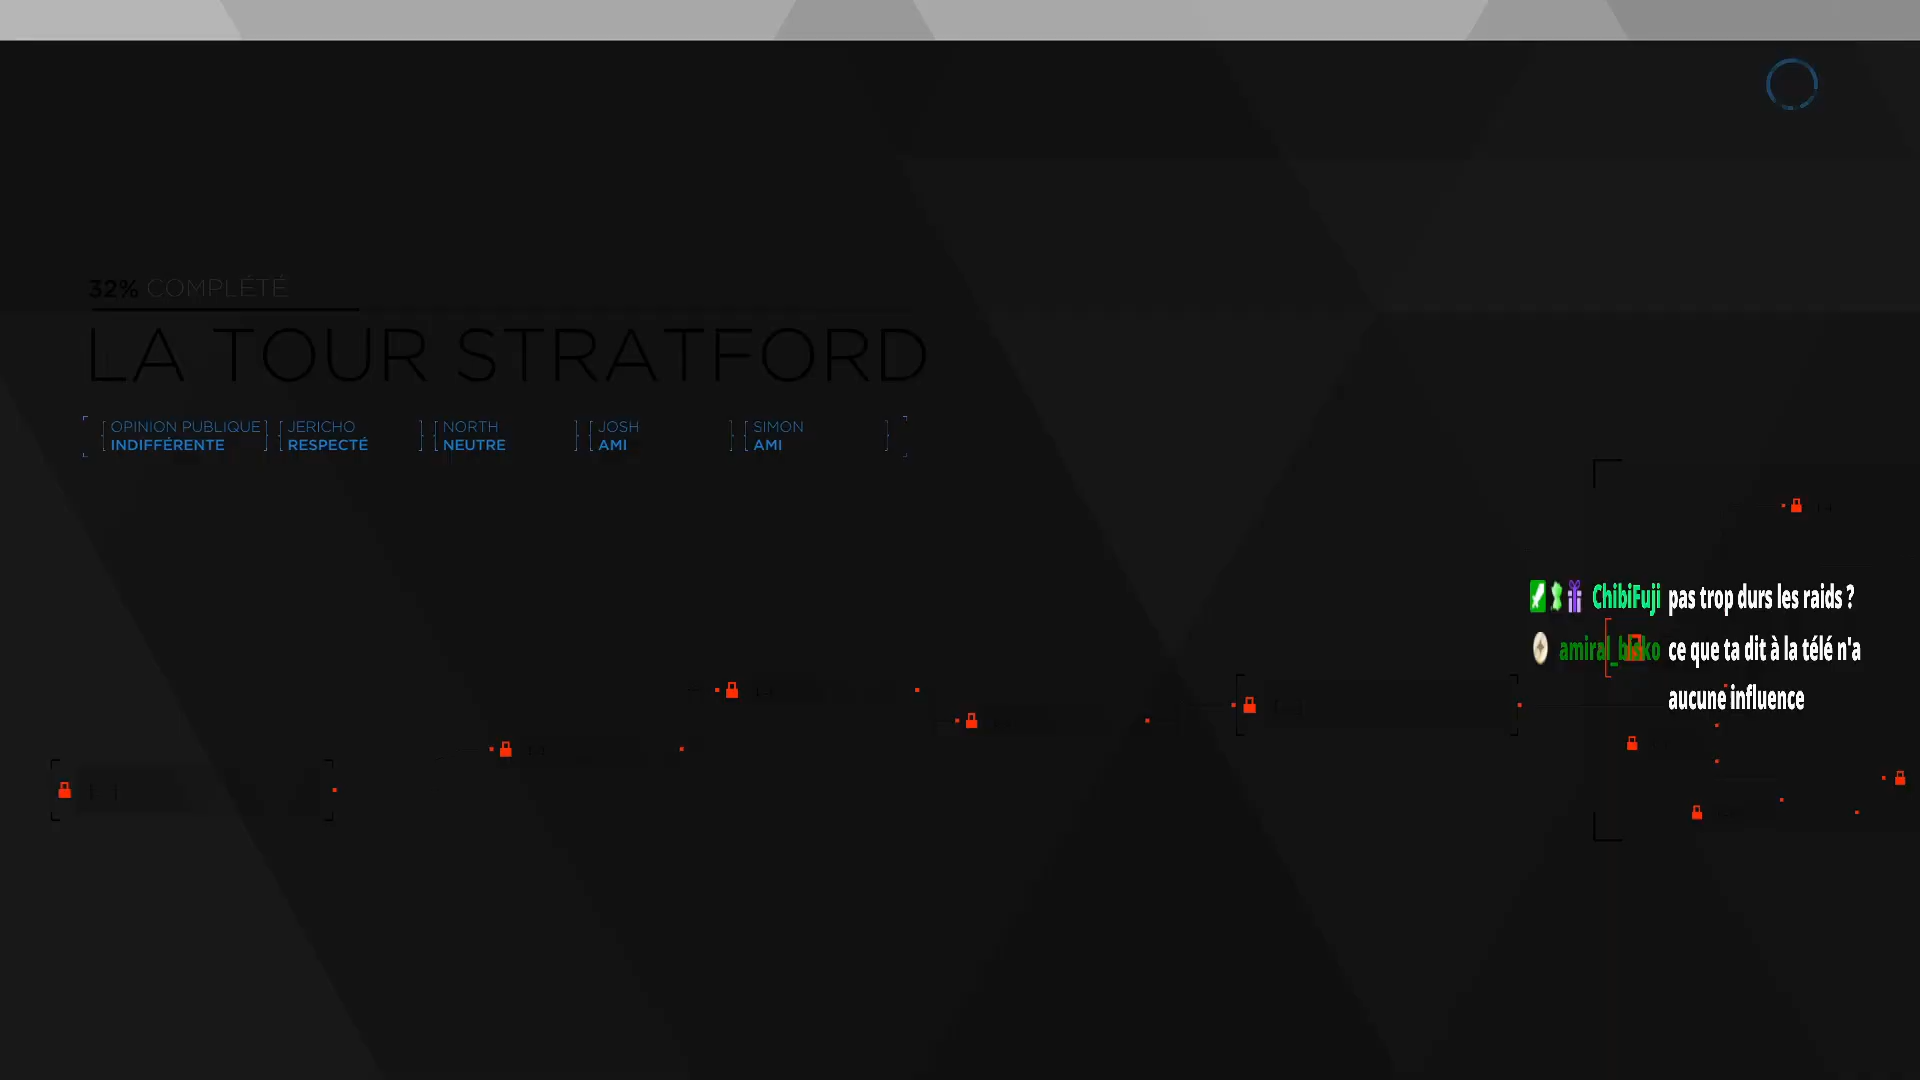 32% COMPLÉTÉ
LA TOUR STRATFORD
OPINION PUBLIQUE JERICHO NORTH JOSH SIMON
INDIFFÉRENTE RESPECTÉ NEUTRE AMI AMI
ChibiFuji pas trop durs les raids ?
amiral_bisko ce que ta dit à la télé n'a
aucune influence